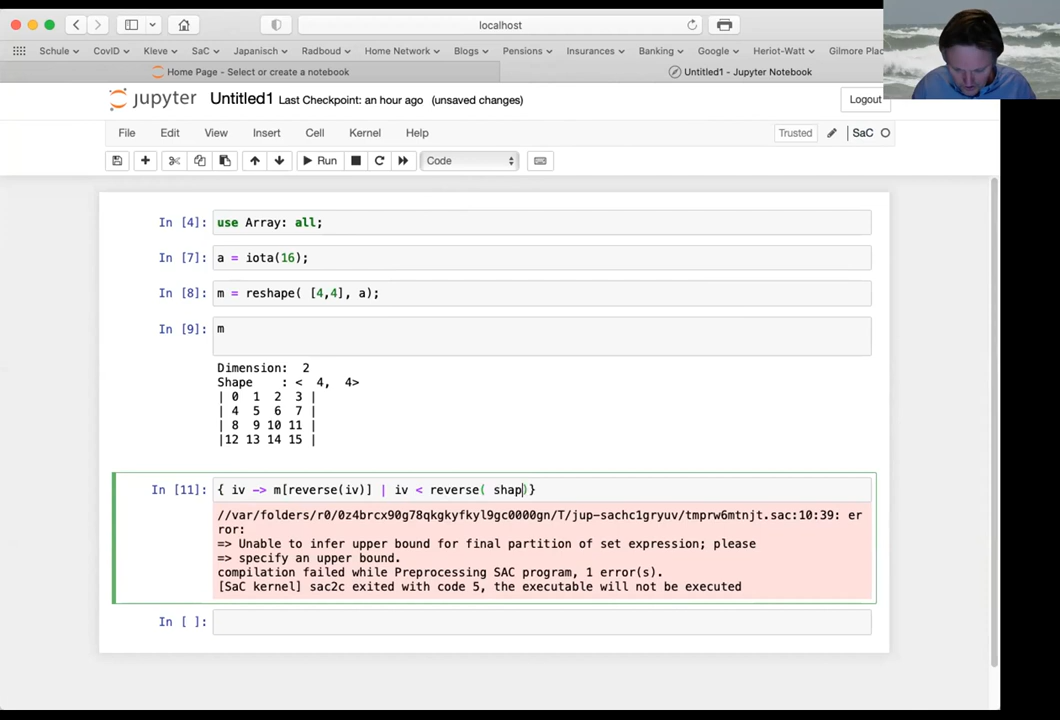 localhost
Schule CovID Kleve SaC Japanisch Radboud Home Network Blogs Pensions Insurances Banking Google Heriot-Watt Gilmore Plac
Home Page - Select or create a notebook
Untitled1 - Jupyter Notebook
jupyter Untitled1 Last Checkpoint: an hour ago (unsaved changes)
Logout
File Edit View Insert Cell Kernel Help
Trusted SaC
Run Code
In [4]: use Array: all;
In [7]: a = iota(16);
In [8]: m = reshape( [4,4], a);
In [9]: m
Dimension: 2
Shape : < 4, 4>
| 0 1 2 3 |
| 4 5 6 7 |
| 8 9 10 11 |
|12 13 14 15 |
In [11]: { iv -> m[reverse(iv)] | iv < reverse( shap)}
//var/folders/r0/0z4brcx90g78qkgkyfkyl9gc0000gn/T/jup-sachc1gryuv/tmprw6mtnjt.sac:10:39: er
ror:
=> Unable to infer upper bound for final partition of set expression; please
=> specify an upper bound.
compilation failed while Preprocessing SAC program, 1 error(s).
[SaC kernel] sac2c exited with code 5, the executable will not be executed
In [ ]: